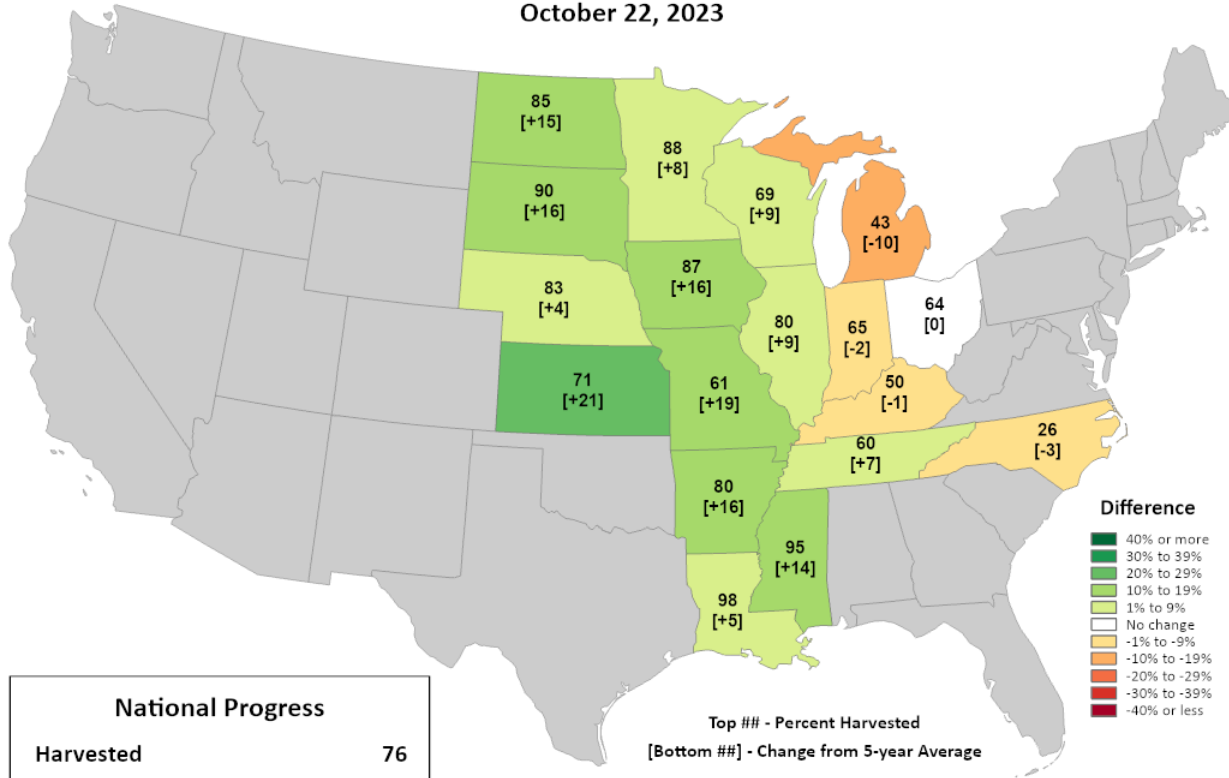 October 22, 2023
85
[+15]
88
[+8]
90
[+16]
69
[+9]
43
[-10]
87
[+16]
83
[+4]
80
[+9]
65
[-2]
64
[0]
71
[+21]
61
[+19]
50
[-1]
60
[+7]
26
[-3]
80
[+16]
95
[+14]
98
[+5]
Difference
40% or more
30% to 39%
20% to 29%
10% to 19%
1% to 9%
No change
-1% to -9%
-10% to -19%
-20% to -29%
-30% to -39%
-40% or less
National Progress
Harvested 76
Top ## - Percent Harvested
[Bottom ##] - Change from 5-year Average